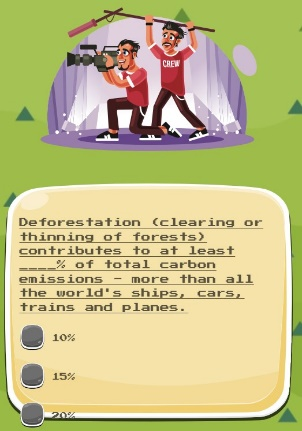 CREW
Deforestation (clearing or
thinning of forests)
contributes to at least
____% of total carbon
emissions - more than all
the world's ships, cars,
trains and planes.
10%
15%
20%